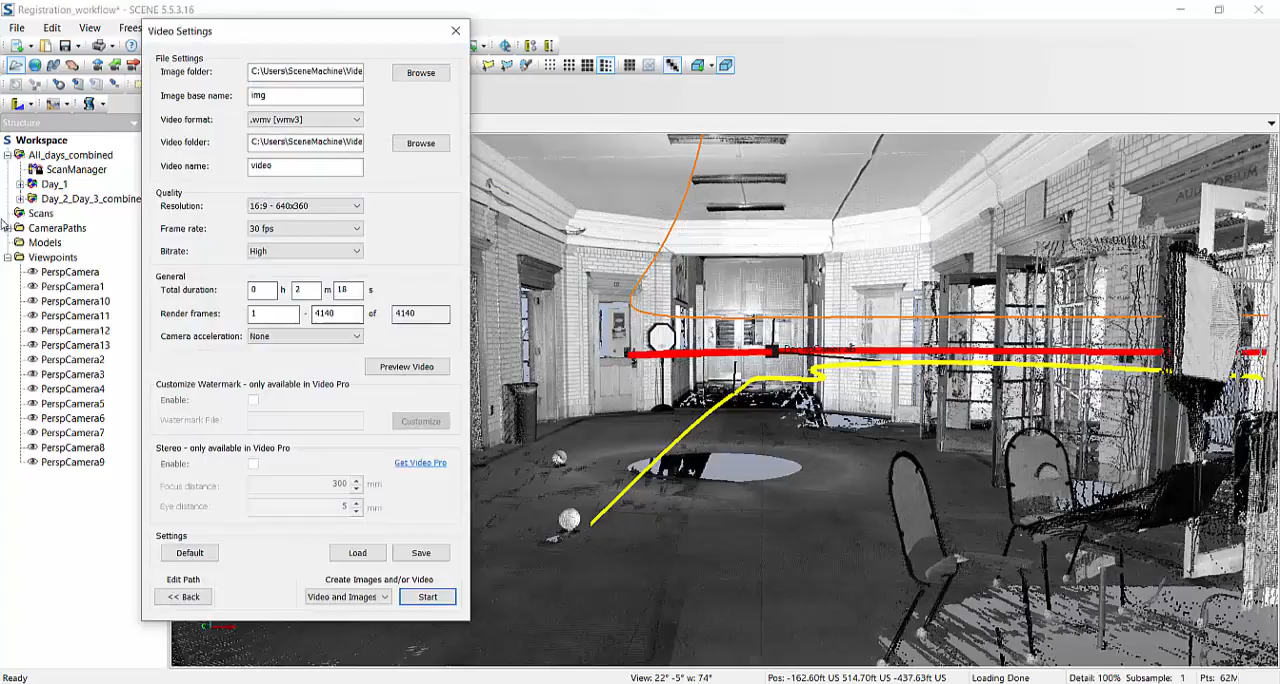 Registration_workflow* - SCENE 5.5.3.16
File Edit View Frees
Video Settings
File Settings
Image folder: C:\Users\SceneMachine\Vide Browse
Image base name: img
Video format: .wmv [wmv3]
Video folder: C:\Users\SceneMachine\Vide Browse
Video name: video
Quality
Resolution: 16:9 - 640x360
Frame rate: 30 fps
Bitrate: High
General
Total duration: 0 h 2 m 18 s
Render frames: 1 - 4140 of 4140
Camera acceleration: None
Preview Video
Customize Watermark - only available in Video Pro
Enable:
Watermark File: Customize
Stereo - only available in Video Pro
Enable: Get Video Pro
Focus distance: 300 mm
Eye distance: 5 mm
Settings
Default Load Save
Edit Path Create Images and/or Video
<< Back Video and Images Start
Structure
Workspace
All_days_combined
ScanManager
Day_1
Day_2_Day_3_combine
Scans
CameraPaths
Models
Viewpoints
PerspCamera
PerspCamera1
PerspCamera10
PerspCamera11
PerspCamera12
PerspCamera13
PerspCamera2
PerspCamera3
PerspCamera4
PerspCamera5
PerspCamera6
PerspCamera7
PerspCamera8
PerspCamera9
AUDITORIUM
Ready View: 22° -5° w: 74° Pos: -162.60ft US 514.70ft US -437.63ft US Loading Done Detail: 100% Subsample: 1 Pts: 62M